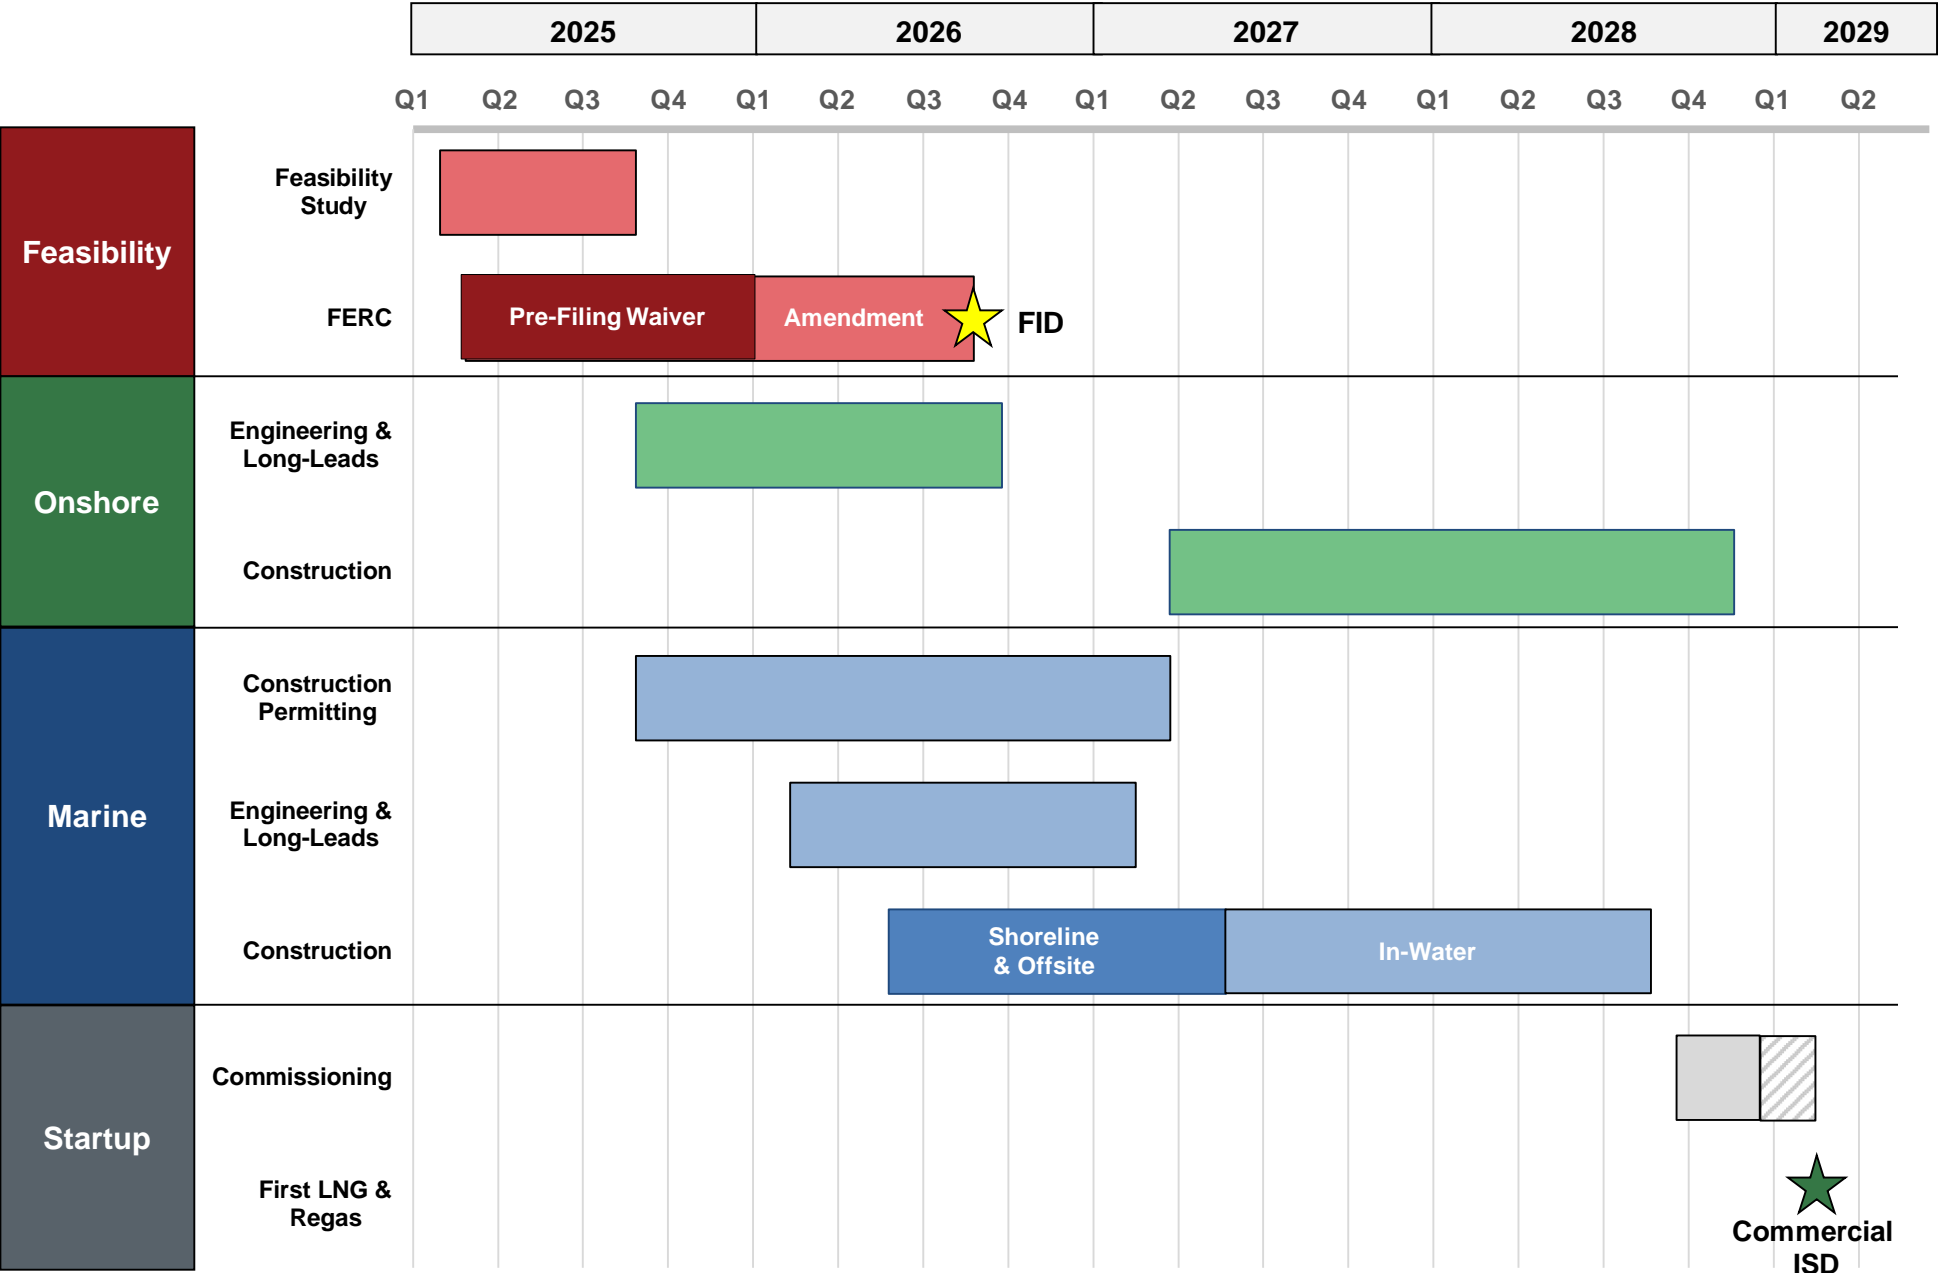 2025 2026 2027 2028 2029
Q1 Q2 Q3 Q4 Q1 Q2 Q3 Q4 Q1 Q2 Q3 Q4 Q1 Q2 Q3 Q4 Q1 Q2
Feasibility
Feasibility
Study
FERC
Pre-Filing Waiver
Amendment
FID
Onshore
Engineering &
Long-Leads
Construction
Marine
Construction
Permitting
Engineering &
Long-Leads
Construction
Shoreline
& Offsite
In-Water
Startup
Commissioning
First LNG &
Regas
Commercial
ISD